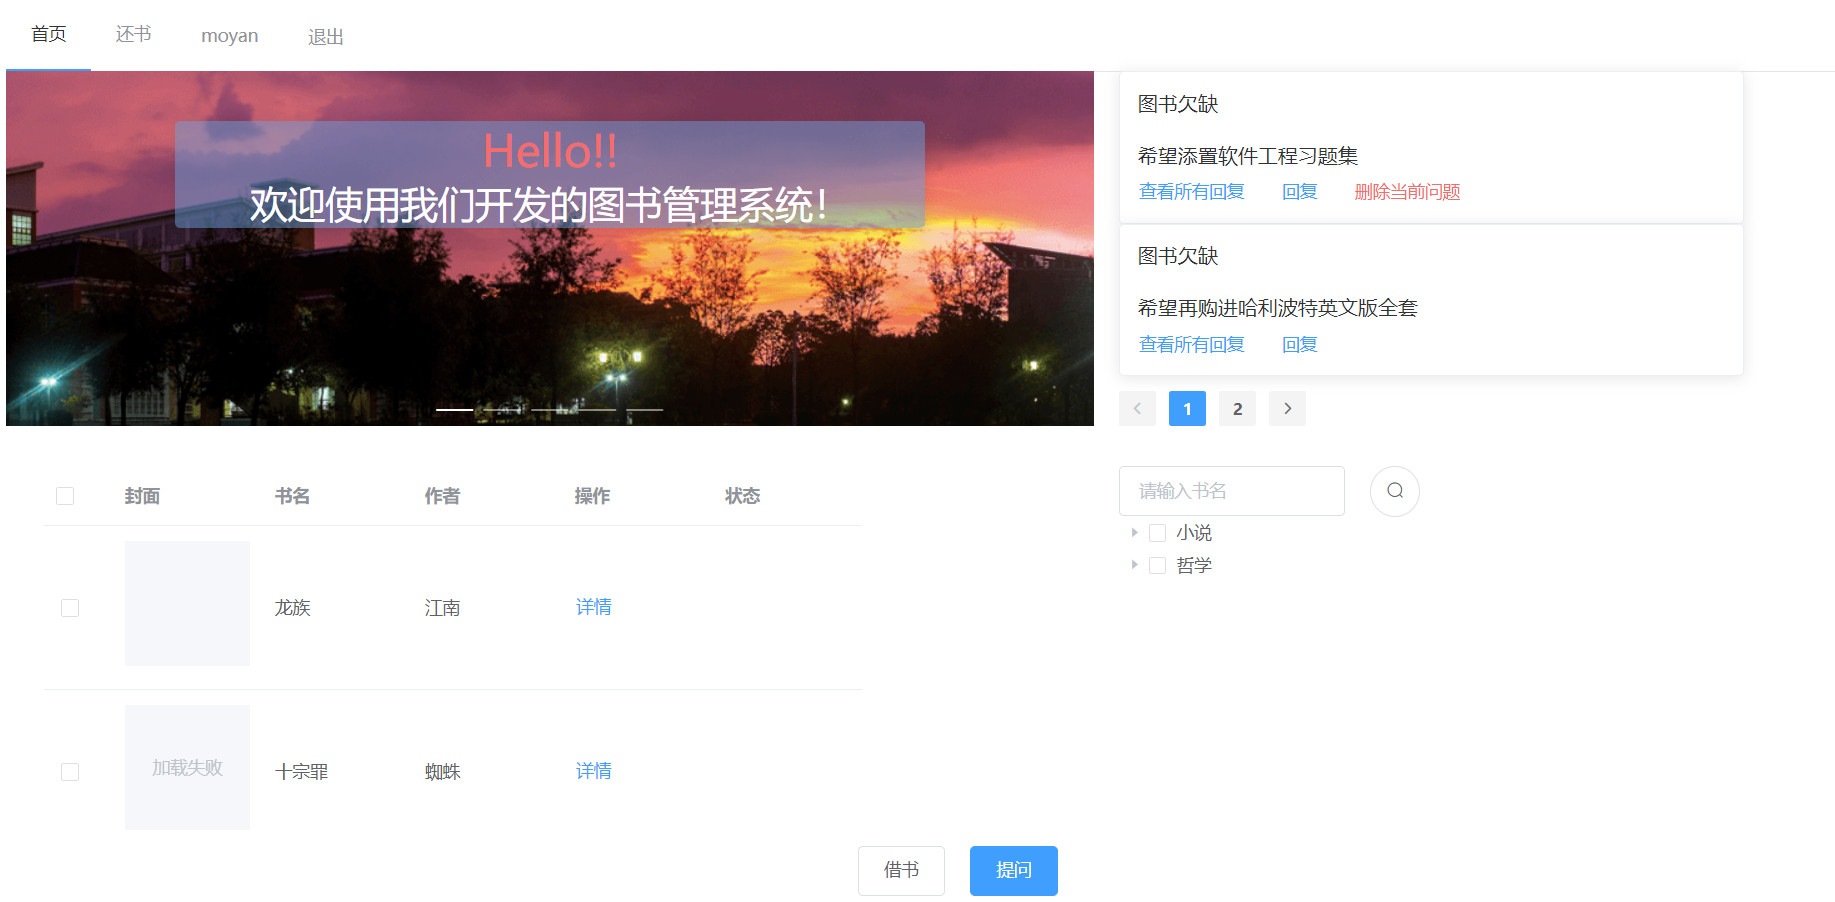 首页 还书 moyan 退出
Hello!!
欢迎使用我们开发的图书管理系统!
图书欠缺
希望添置软件工程习题集
查看所有回复 回复 删除当前问题
图书欠缺
希望再购进哈利波特英文版全套
查看所有回复 回复
1 2
封面 书名 作者 操作 状态
龙族 江南 详情
加载失败 十宗罪 蜘蛛 详情
请输入书名
小说
哲学
借书 提问